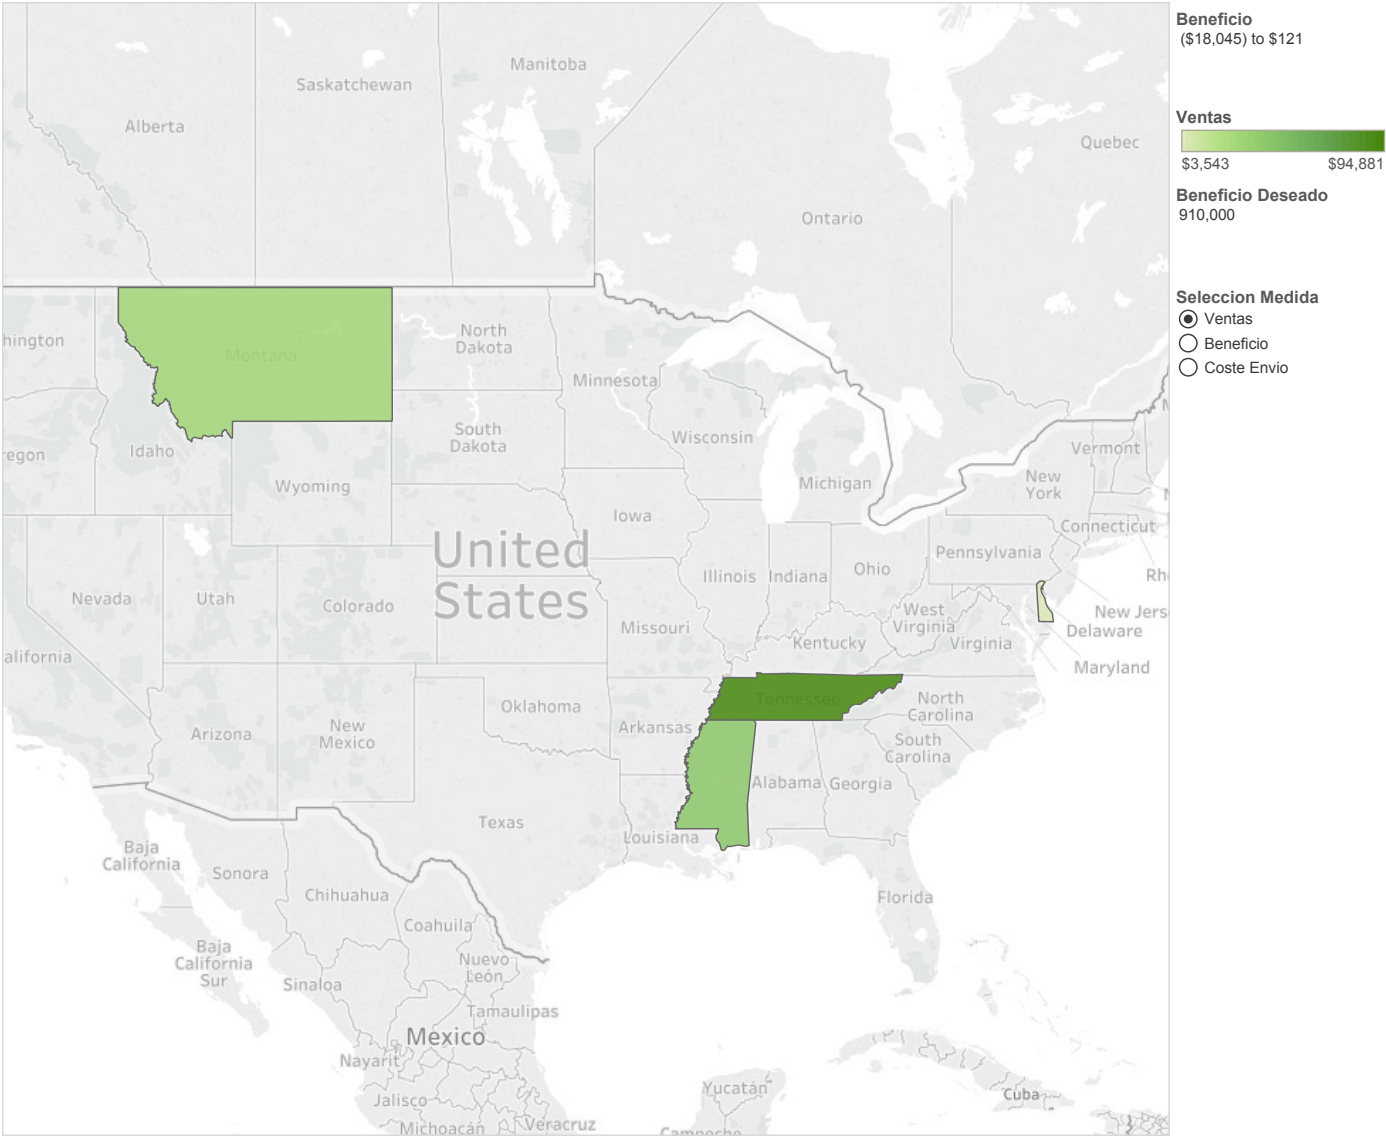 Beneficio
($18,045) to $121
Ventas
$3,543 $94,881
Beneficio Deseado
910,000
Seleccion Medida
Ventas
Beneficio
Coste Envio
Manitoba
Saskatchewan
Alberta
Quebec
Ontario
hington
North
Dakota
Montana
Minnesota
South
Dakota
Wisconsin
Vermont
regon
Idaho
Wyoming
Michigan
New
York
Iowa
Connecticut
United
States
Pennsylvania
Illinois
Indiana
Ohio
Rh
Nevada
Utah
Colorado
New Jers
West
Virginia
Delaware
Missouri
Kentucky
Virginia
alifornia
Maryland
Tennessee
Oklahoma
North
Carolina
Arkansas
Arizona
New
Mexico
South
Carolina
Alabama
Georgia
Texas
Louisiana
Baja
California
Sonora
Chihuahua
Florida
Coahuila
Baja
California
Sur
Nuevo
León
Sinaloa
Tamaulipas
Mexico
Nayarit
Yucatán
Cuba
Jalisco
Michoacán
Veracruz
Campeche